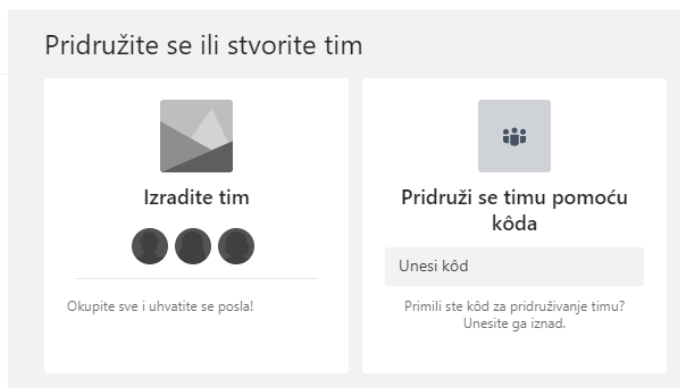 Pridružite se ili stvorite tim
Izradite tim
Okupite sve i uhvatite se posla!
Pridruži se timu pomoću
kôda
Unesi kôd
Primili ste kôd za pridruživanje timu?
Unesite ga iznad.